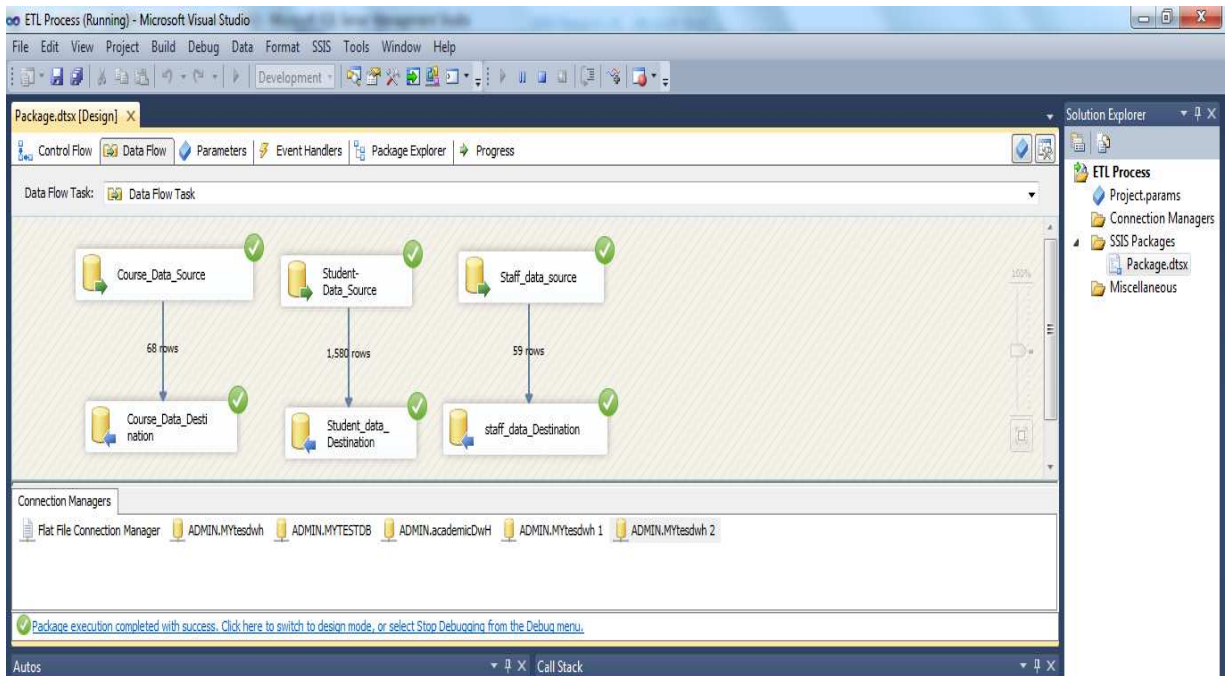 ETL Process (Running) - Microsoft Visual Studio
File Edit View Project Build Debug Data Format SSIS Tools Window Help
Development
Package.dtsx [Design] X
Solution Explorer
Control Flow Data Flow Parameters Event Handlers Package Explorer Progress
Data Flow Task: Data Flow Task
ETL Process
Project.params
Connection Managers
SSIS Packages
Package.dtsx
Miscellaneous
Course_Data_Source
Student-
Data_Source
Staff_data_source
100%
68 rows
1,580 rows
59 rows
Course_Data_Desti
nation
Student_data_
Destination
staff_data_Destination
Connection Managers
Flat File Connection Manager ADMIN.MYtesdwh ADMIN.MYTESTDB ADMIN.academicDwH ADMIN.MYtesdwh 1 ADMIN.MYtesdwh 2
Package execution completed with success. Click here to switch to design mode, or select Stop Debugging from the Debug menu.
Autos
Call Stack